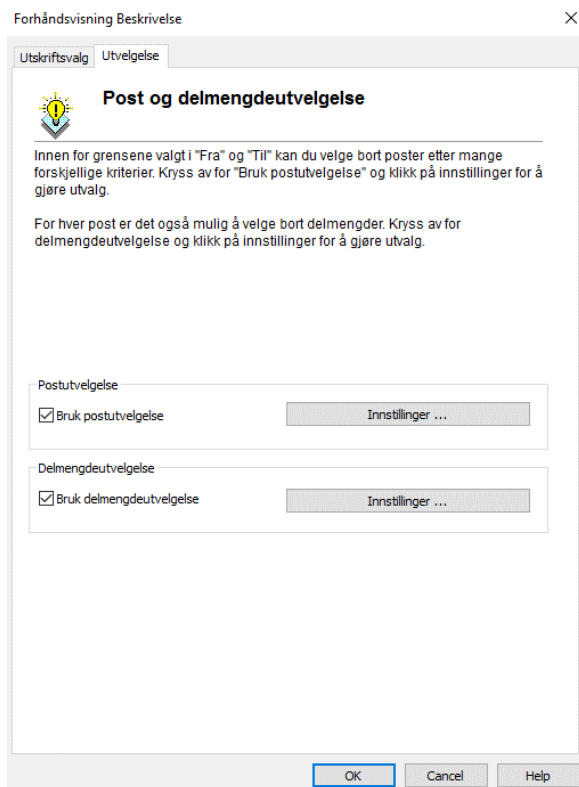 Forhåndsvisning Beskrivelse
Utskriftsvalg Utvelgelse
Post og delmengdeutvelgelse
Innen for grensene valgt i "Fra" og "Til" kan du velge bort poster etter mange
forskjellige kriterier. Kryss av for "Bruk postutvelgelse" og klikk på innstillinger for å
gjøre utvalg.
For hver post er det også mulig å velge bort delmengder. Kryss av for
delmengdeutvelgelse og klikk på innstillinger for å gjøre utvalg.
Postutvelgelse
Bruk postutvelgelse Innstillinger ...
Delmengdeutvelgelse
Bruk delmengdeutvelgelse Innstillinger ...
OK Cancel Help